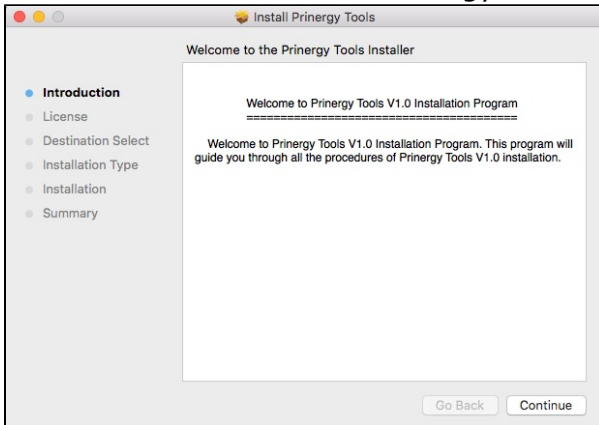 Install Prinergy Tools
Welcome to the Prinergy Tools Installer
Introduction
License
Destination Select
Installation Type
Installation
Summary
Welcome to Prinergy Tools V1.0 Installation Program
========================================
Welcome to Prinergy Tools V1.0 Installation Program. This program will
guide you through all the procedures of Prinergy Tools V1.0 installation.
Go Back
Continue